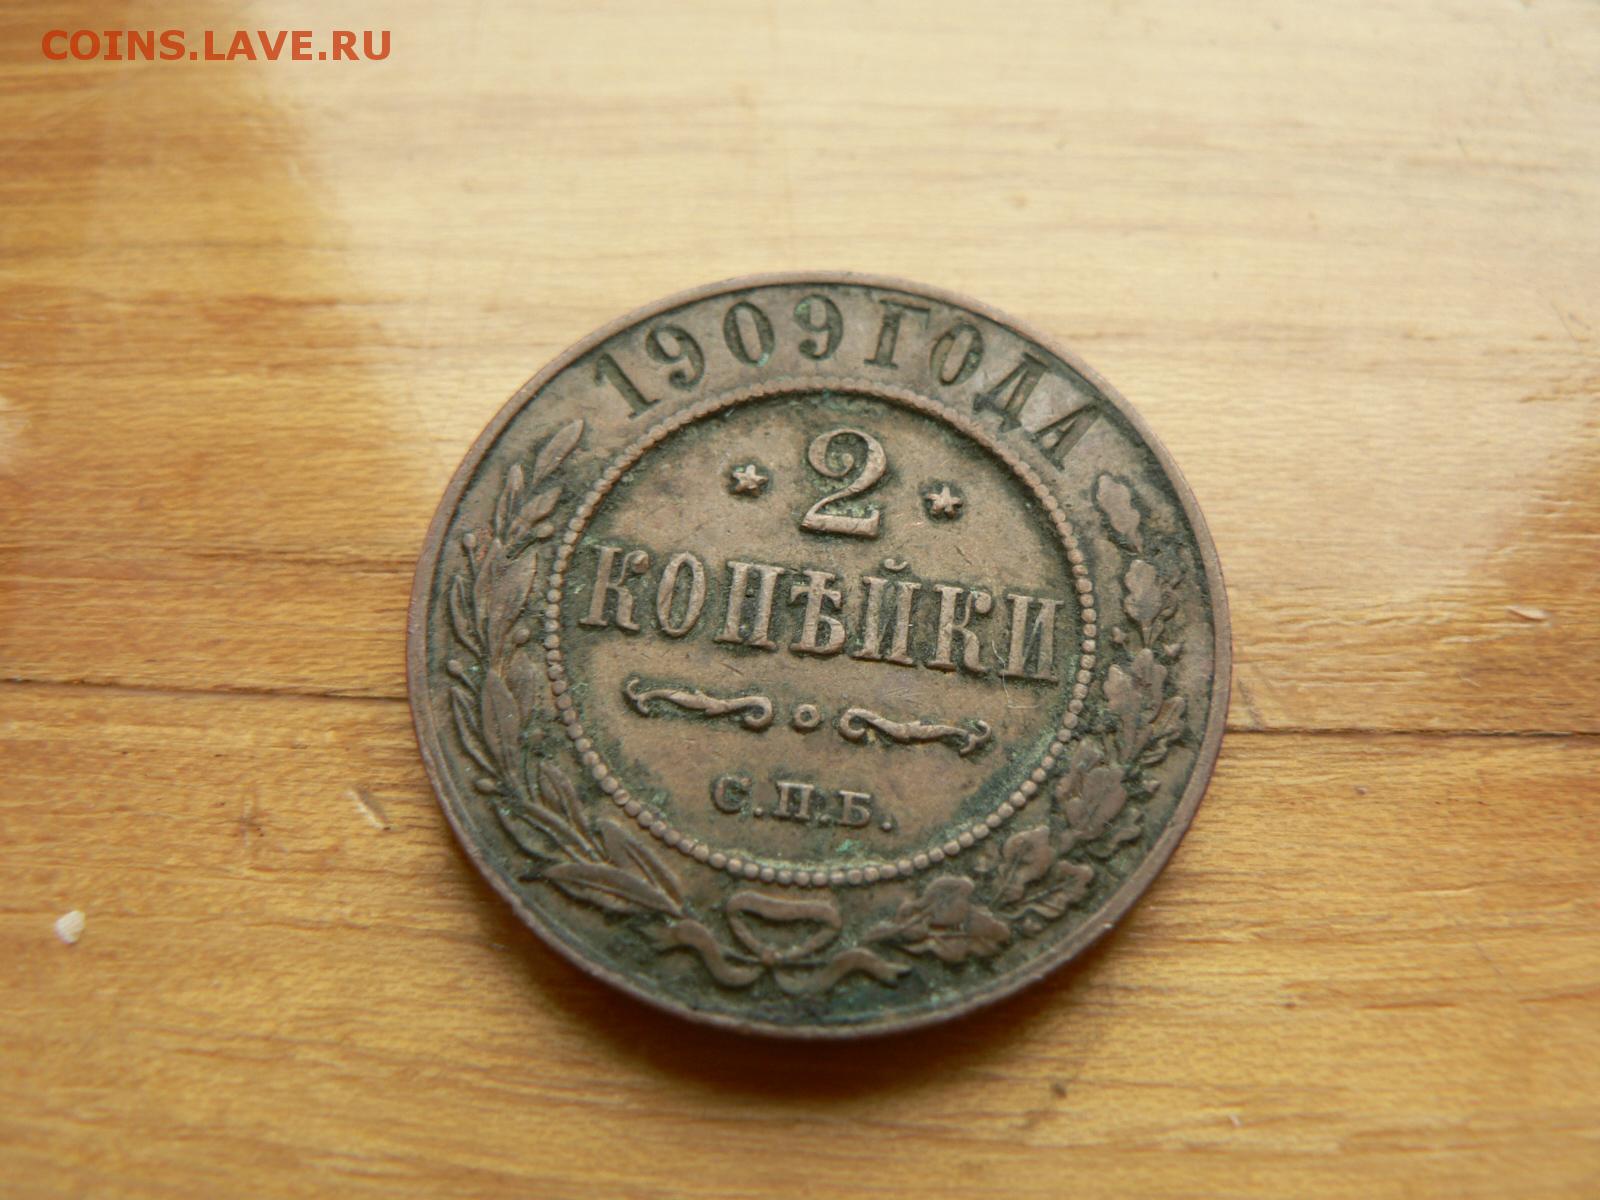 COINS.LAVE.RU
1909 ГОДА
2
КОПѢЙКИ
С.П.Б.